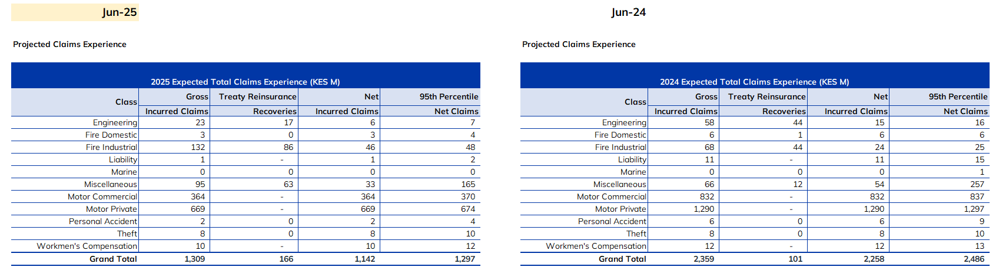 Jun-25 Jun-24
Projected Claims Experience Projected Claims Experience
2025 Expected Total Claims Experience (KES M) 2024 Expected Total Claims Experience (KES M)
Class Gross Treaty Reinsurance Net 95th Percentile Class Gross Treaty Reinsurance Net 95th Percentile
Incurred Claims Recoveries Incurred Claims Net Claims Incurred Claims Recoveries Incurred Claims Net Claims
Engineering 23 17 6 7 Engineering 58 44 15 16
Fire Domestic 3 0 3 4 Fire Domestic 6 1 6 6
Fire Industrial 132 86 46 48 Fire Industrial 68 44 24 25
Liability 1 - 1 2 Liability 11 - 11 15
Marine 0 0 0 0 Marine 0 0 0 1
Miscellaneous 95 63 33 165 Miscellaneous 66 12 54 257
Motor Commercial 364 - 364 370 Motor Commercial 832 - 832 837
Motor Private 669 - 669 674 Motor Private 1,290 - 1,290 1,297
Personal Accident 2 0 2 4 Personal Accident 6 0 6 9
Theft 8 0 8 10 Theft 8 0 8 10
Workmen's Compensation 10 - 10 12 Workmen's Compensation 12 - 12 13
Grand Total 1,309 166 1,142 1,297 Grand Total 2,359 101 2,258 2,486